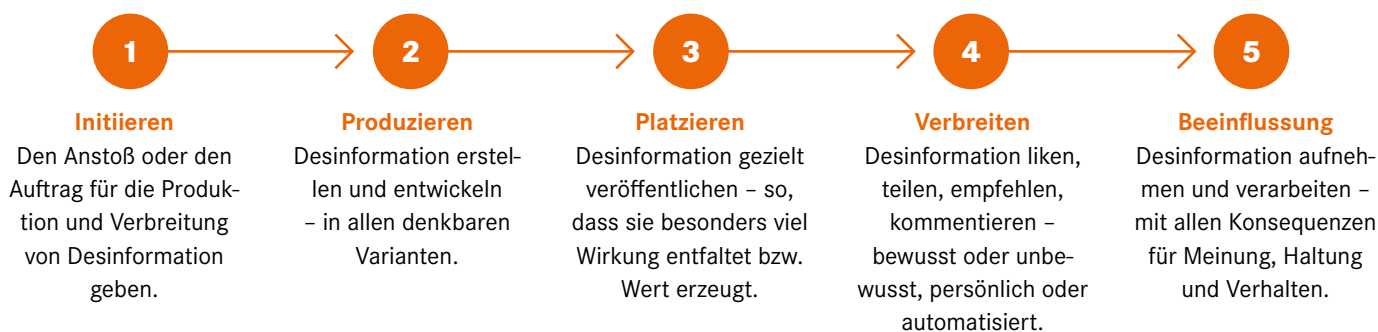 1
2
3
4
5
Initiieren
Den Anstoß oder den
Auftrag für die Produk-
tion und Verbreitung
von Desinformation
geben.
Produzieren
Desinformation erstel-
len und entwickeln
– in allen denkbaren
Varianten.
Platzieren
Desinformation gezielt
veröffentlichen – so,
dass sie besonders viel
Wirkung entfaltet bzw.
Wert erzeugt.
Verbreiten
Desinformation liken,
teilen, empfehlen,
kommentieren –
bewusst oder unbe-
wusst, persönlich oder
automatisiert.
Beeinflussung
Desinformation aufneh-
men und verarbeiten –
mit allen Konsequenzen
für Meinung, Haltung
und Verhalten.